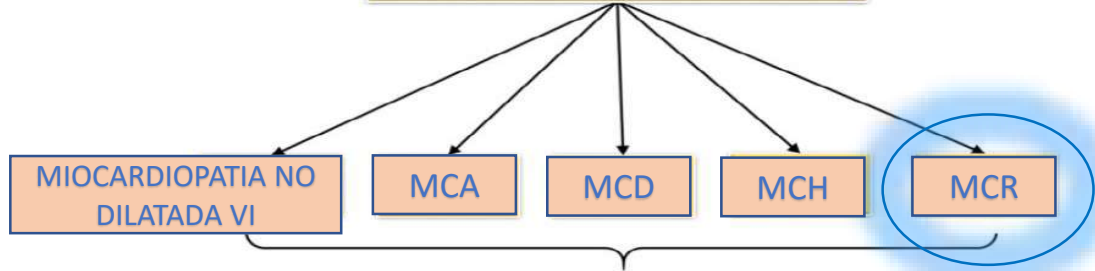 MIOCARDIOPATIA NO
DILATADA VI
MCA
MCD
MCH
MCR